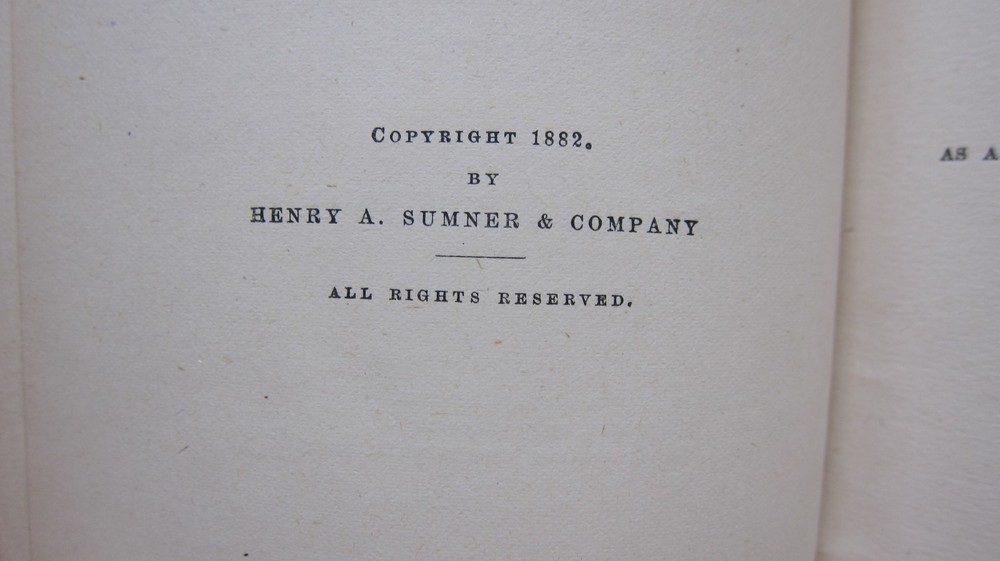 COPYRIGHT 1882.
BY
HENRY A. SUMNER & COMPANY
ALL RIGHTS RESERVED.
AS A